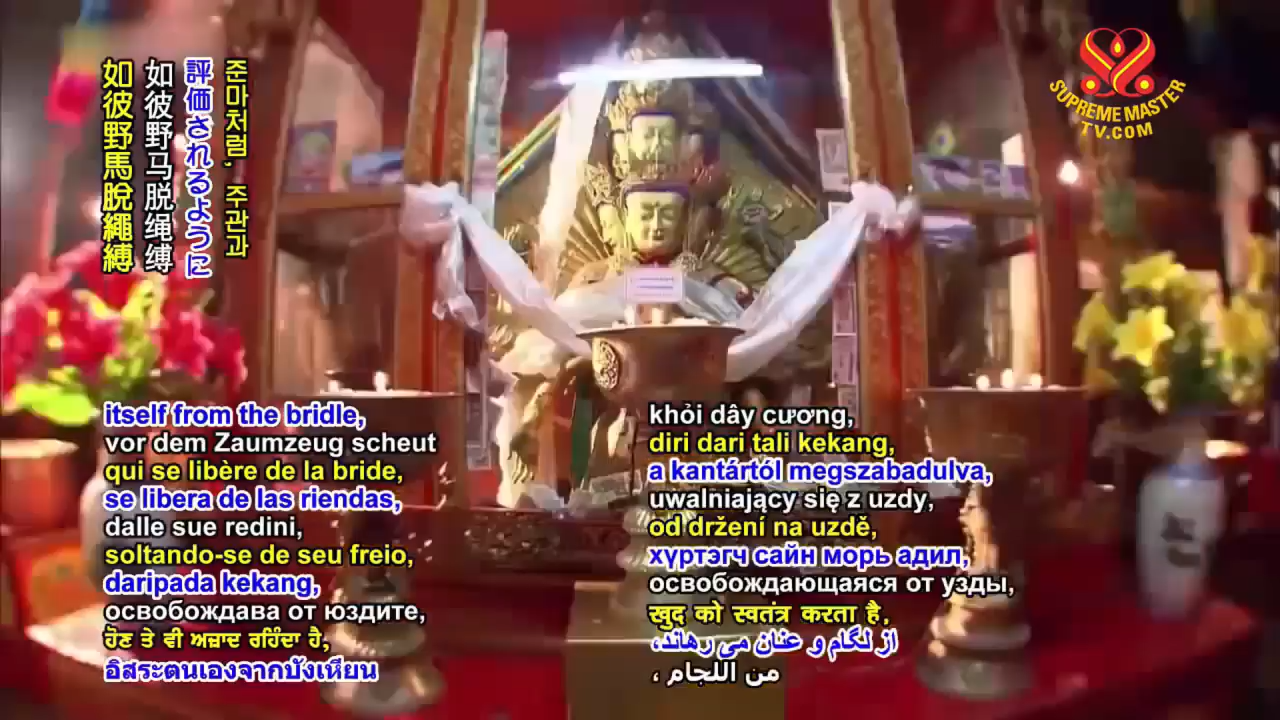 준마처럼, 주관과
評価されるように
如彼野马脱绳缚
如彼野馬脫繩縛
SUPREME MASTER
TV.COM
itself from the bridle,
vor dem Zaumzeug scheut
qui se libère de la bride,
se libera de las riendas,
dalle sue redini,
soltando-se de seu freio,
daripada kekang,
освобождава от юздите,
ਹੋਣ ਤੇ ਵੀ ਅਜ਼ਾਦ ਰਹਿੰਦਾ ਹੈ,
อิสระตนเองจากบังเหียน
khỏi dây cương,
diri dari tali kekang,
a kantártól megszabadulva,
uwalniający się z uzdy,
od držení na uzdě,
хүртэгч сайн морь адил,
освобождающаяся от узды,
खुद को स्वतंत्र करता है,
از لگام و عنان می رهاند،
من اللجام ،